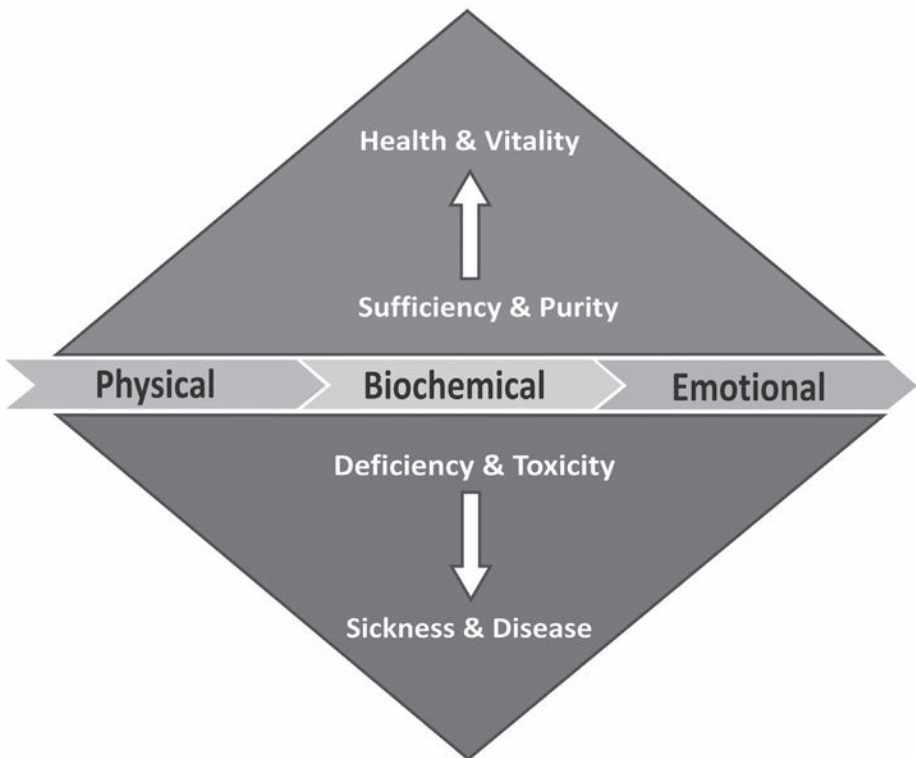 Health & Vitality
Sufficiency & Purity
Physical Biochemical Emotional
Deficiency & Toxicity
Sickness & Disease